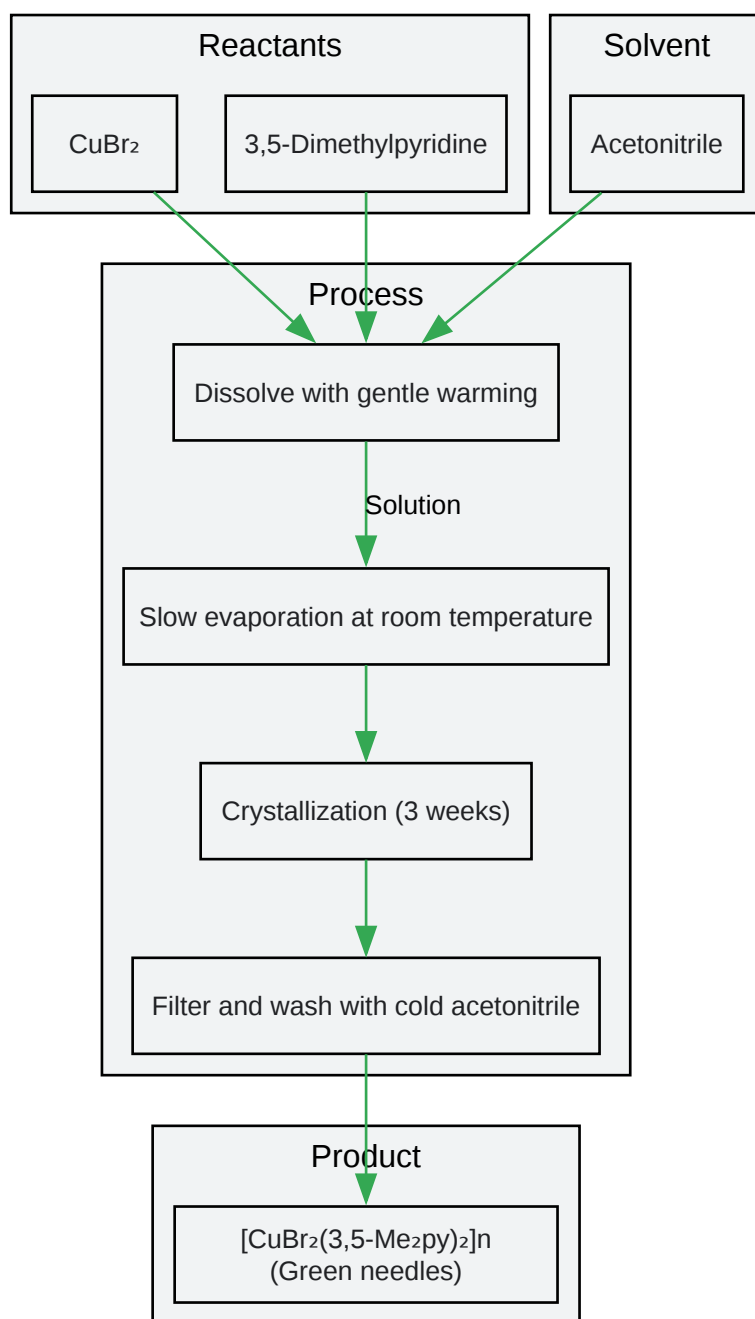 Reactants
Solvent
CuBr₂
3,5-Dimethylpyridine
Acetonitrile
Process
Dissolve with gentle warming
Solution
Slow evaporation at room temperature
Crystallization (3 weeks)
Filter and wash with cold acetonitrile
Product
[CuBr₂(3,5-Me₂py)₂]n
(Green needles)